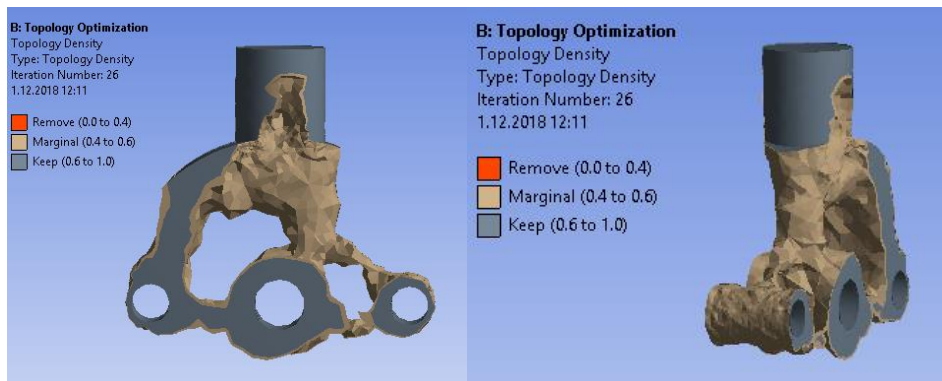 B: Topology Optimization
Topology Density
Type: Topology Density
Iteration Number: 26
1.12.2018 12:11
Remove (0.0 to 0.4)
Marginal (0.4 to 0.6)
Keep (0.6 to 1.0)
B: Topology Optimization
Topology Density
Type: Topology Density
Iteration Number: 26
1.12.2018 12:11
Remove (0.0 to 0.4)
Marginal (0.4 to 0.6)
Keep (0.6 to 1.0)